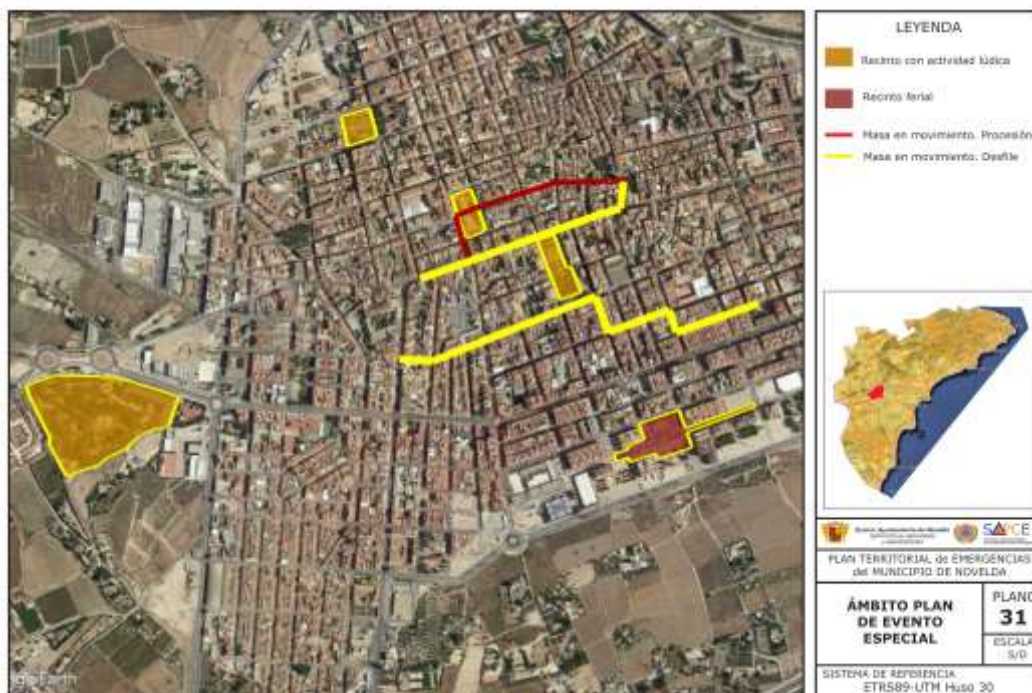 LEYENDA
Recinto con actividad lúdica
Recinto ferial
Masa en movimiento. Procesión
Masa en movimiento. Desfile
SAPCE
PLAN TERRITORIAL de EMERGENCIAS
del MUNICIPIO DE NOVELDA
ÁMBITO PLAN
DE EVENTO
ESPECIAL
PLANO
31
ESCALA
S/D
SISTEMA DE REFERENCIA
ETRS89-UTM Huso 30